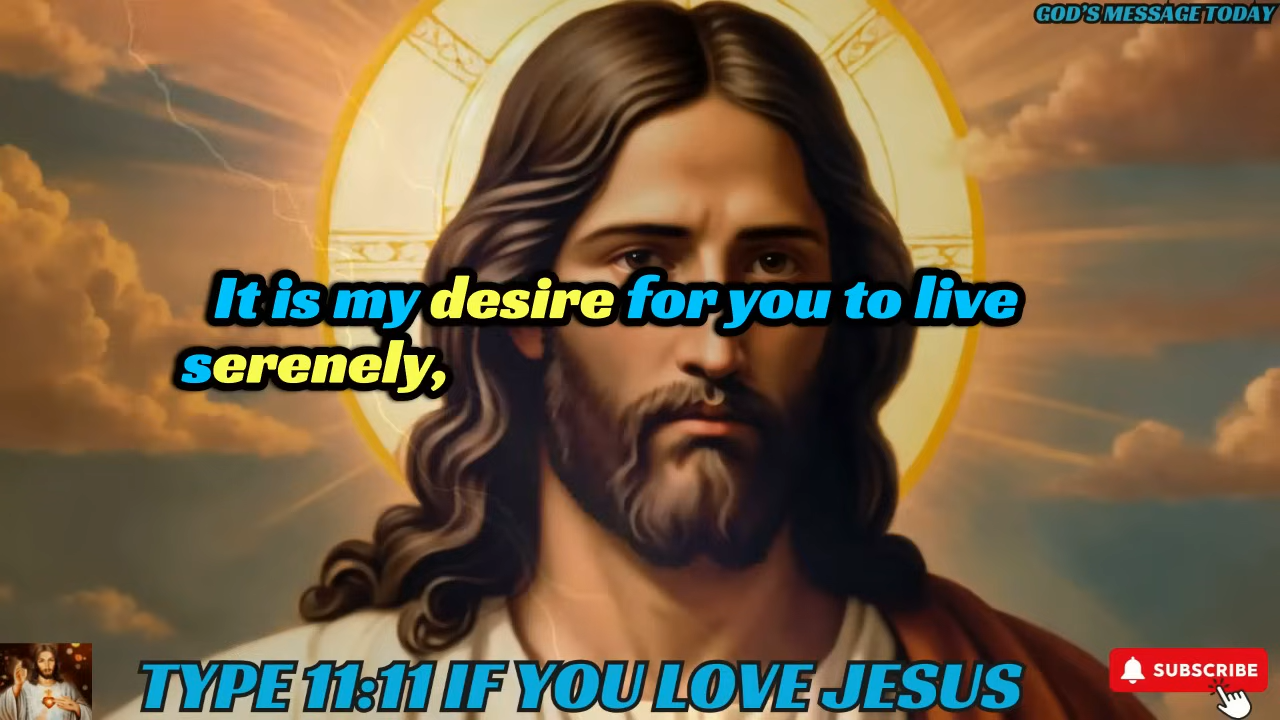 GOD'S MESSAGE TODAY
It is my desire for you to live
serenely,
TYPE 11:11 IF YOU LOVE JESUS
SUBSCRIBE